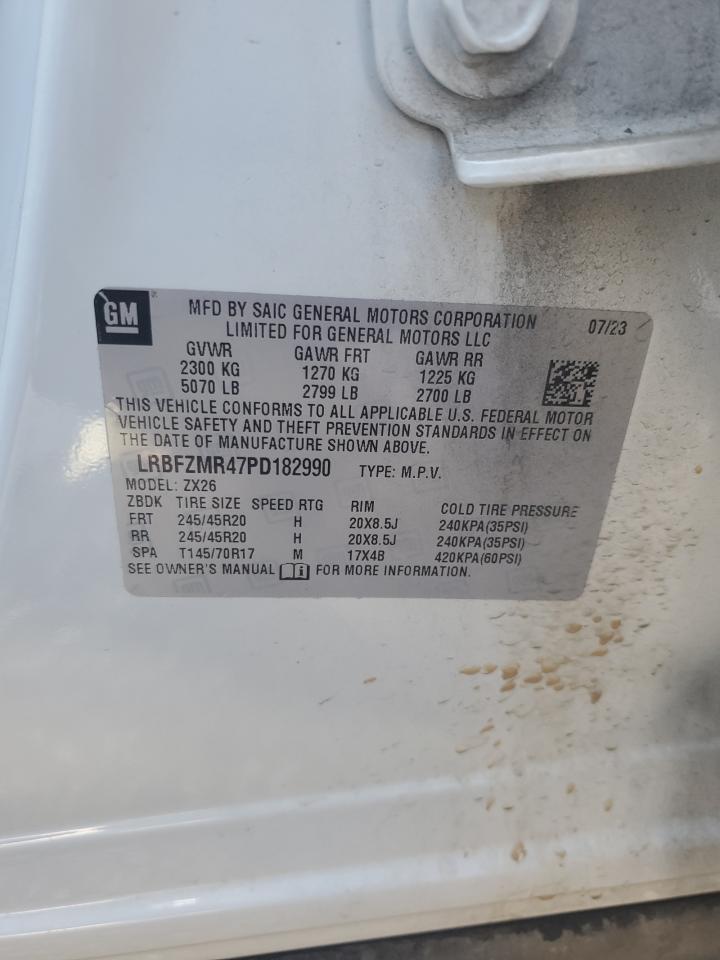 GM
MFD BY SAIC GENERAL MOTORS CORPORATION 07/23
LIMITED FOR GENERAL MOTORS LLC
GVWR GAWR FRT GAWR RR
2300 KG 1270 KG 1225 KG
5070 LB 2799 LB 2700 LB
THIS VEHICLE CONFORMS TO ALL APPLICABLE U.S. FEDERAL MOTOR
VEHICLE SAFETY AND THEFT PREVENTION STANDARDS IN EFFECT ON
THE DATE OF MANUFACTURE SHOWN ABOVE.
LRBFZMR47PD182990 TYPE: M.P.V.
MODEL: ZX26
ZBDK TIRE SIZE SPEED RTG RIM COLD TIRE PRESSURE
FRT 245/45R20 H 20X8.5J 240KPA(35PSI)
RR 245/45R20 H 20X8.5J 240KPA(35PSI)
SPA T145/70R17 M 17X4B 420KPA(60PSI)
SEE OWNER'S MANUAL i FOR MORE INFORMATION.